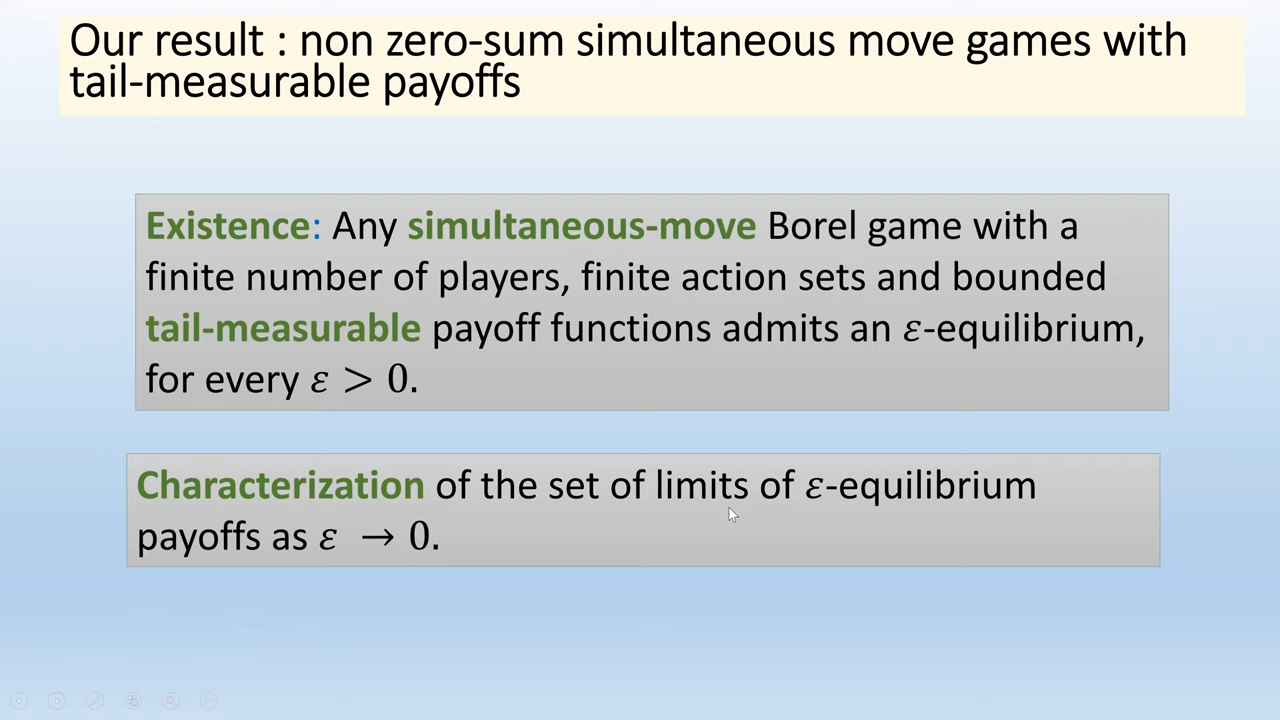 Our result : non zero-sum simultaneous move games with
tail-measurable payoffs
Existence: Any simultaneous-move Borel game with a
finite number of players, finite action sets and bounded
tail-measurable payoff functions admits an 𝜀-equilibrium,
for every 𝜀 > 0.
Characterization of the set of limits of 𝜀-equilibrium
payoffs as 𝜀 → 0.